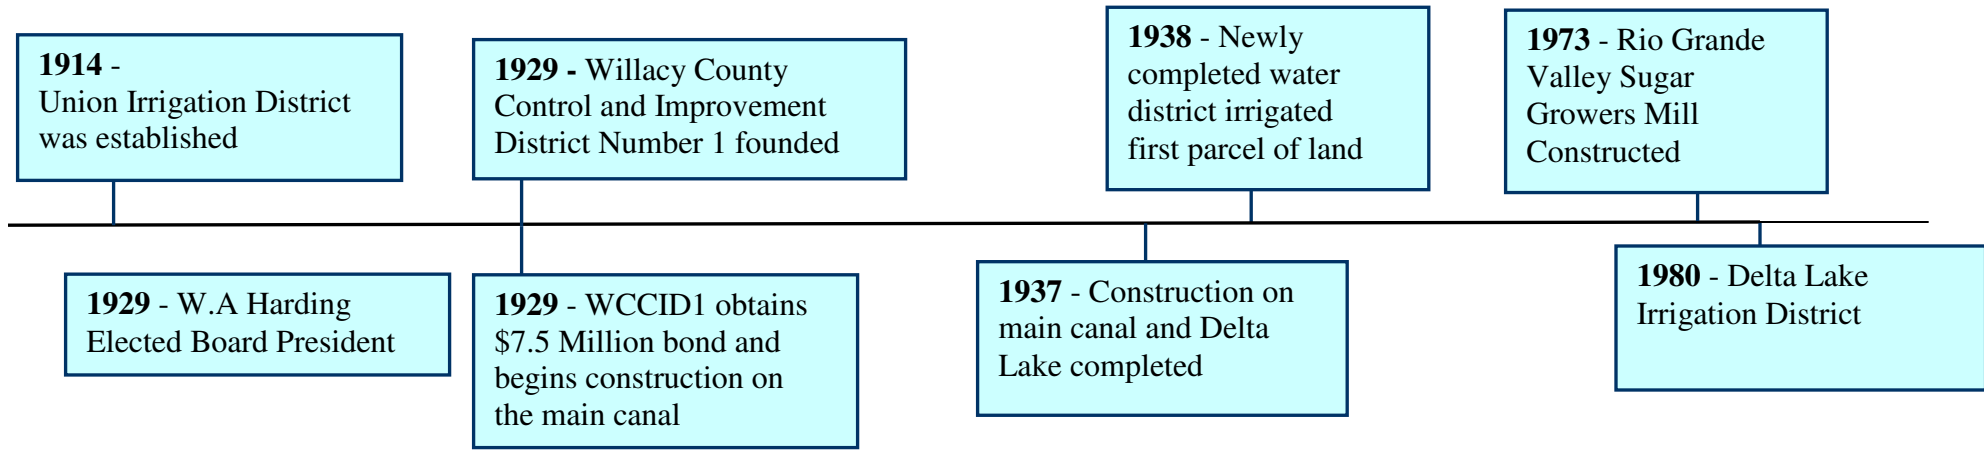 1914 -
Union Irrigation District
was established
1929 - Willacy County
Control and Improvement
District Number 1 founded
1938 - Newly
completed water
district irrigated
first parcel of land
1973 - Rio Grande
Valley Sugar
Growers Mill
Constructed
1929 - W.A Harding
Elected Board President
1929 - WCCID1 obtains
$7.5 Million bond and
begins construction on
the main canal
1937 - Construction on
main canal and Delta
Lake completed
1980 - Delta Lake
Irrigation District